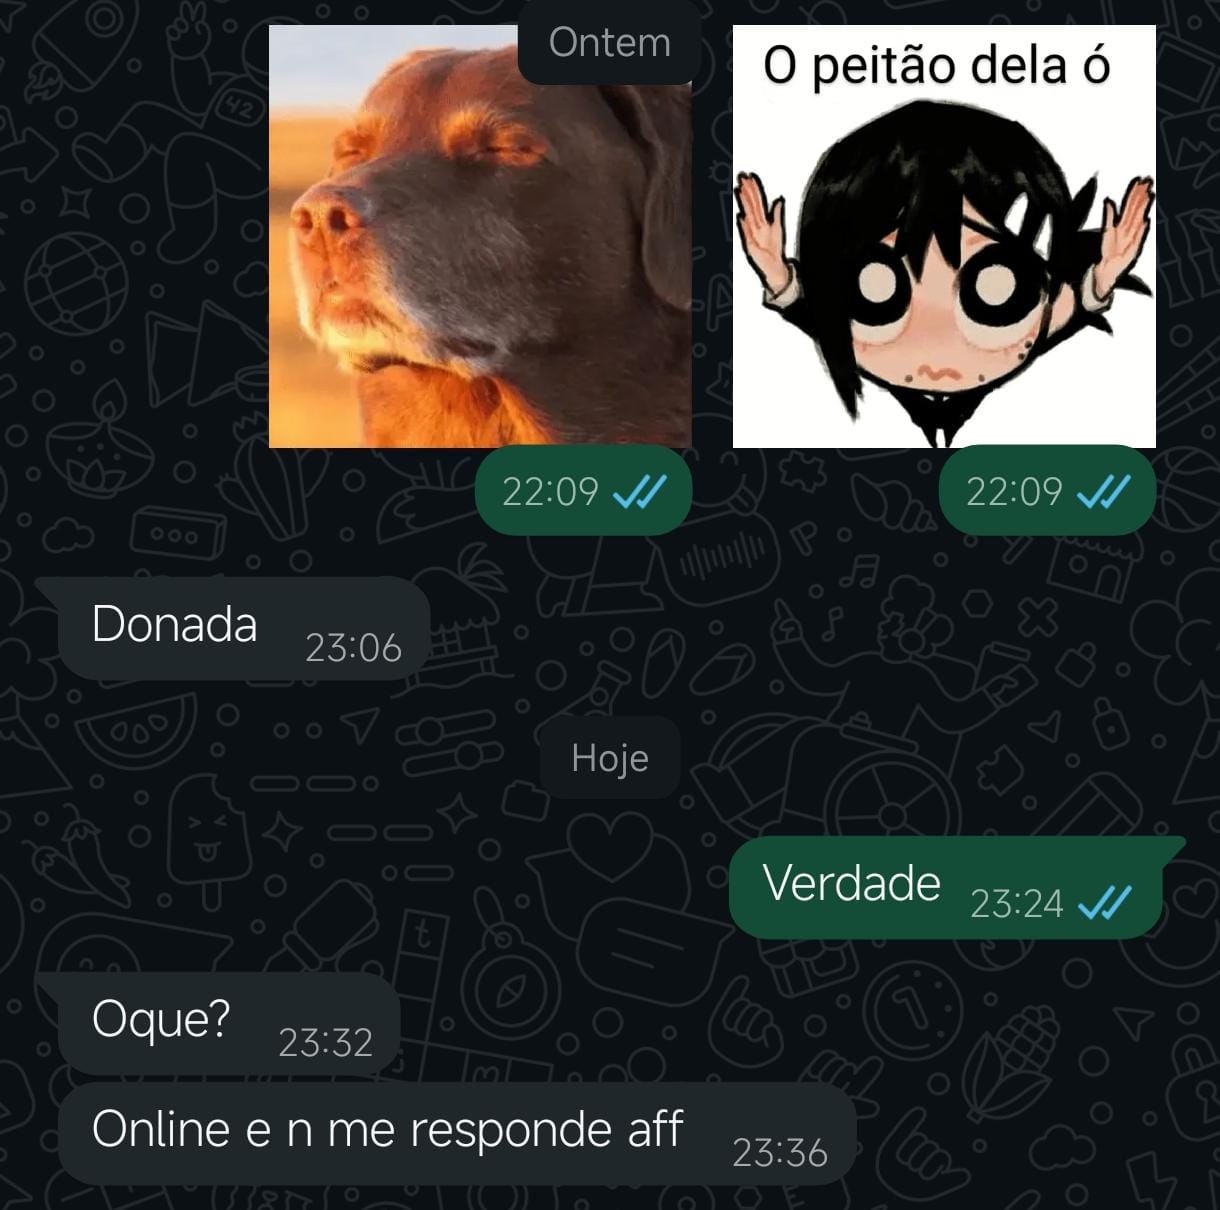 Ontem
O peitão dela ó
22:09
22:09
Donada
23:06
Hoje
Verdade
23:24
Oque?
23:32
Online e n me responde aff
23:36